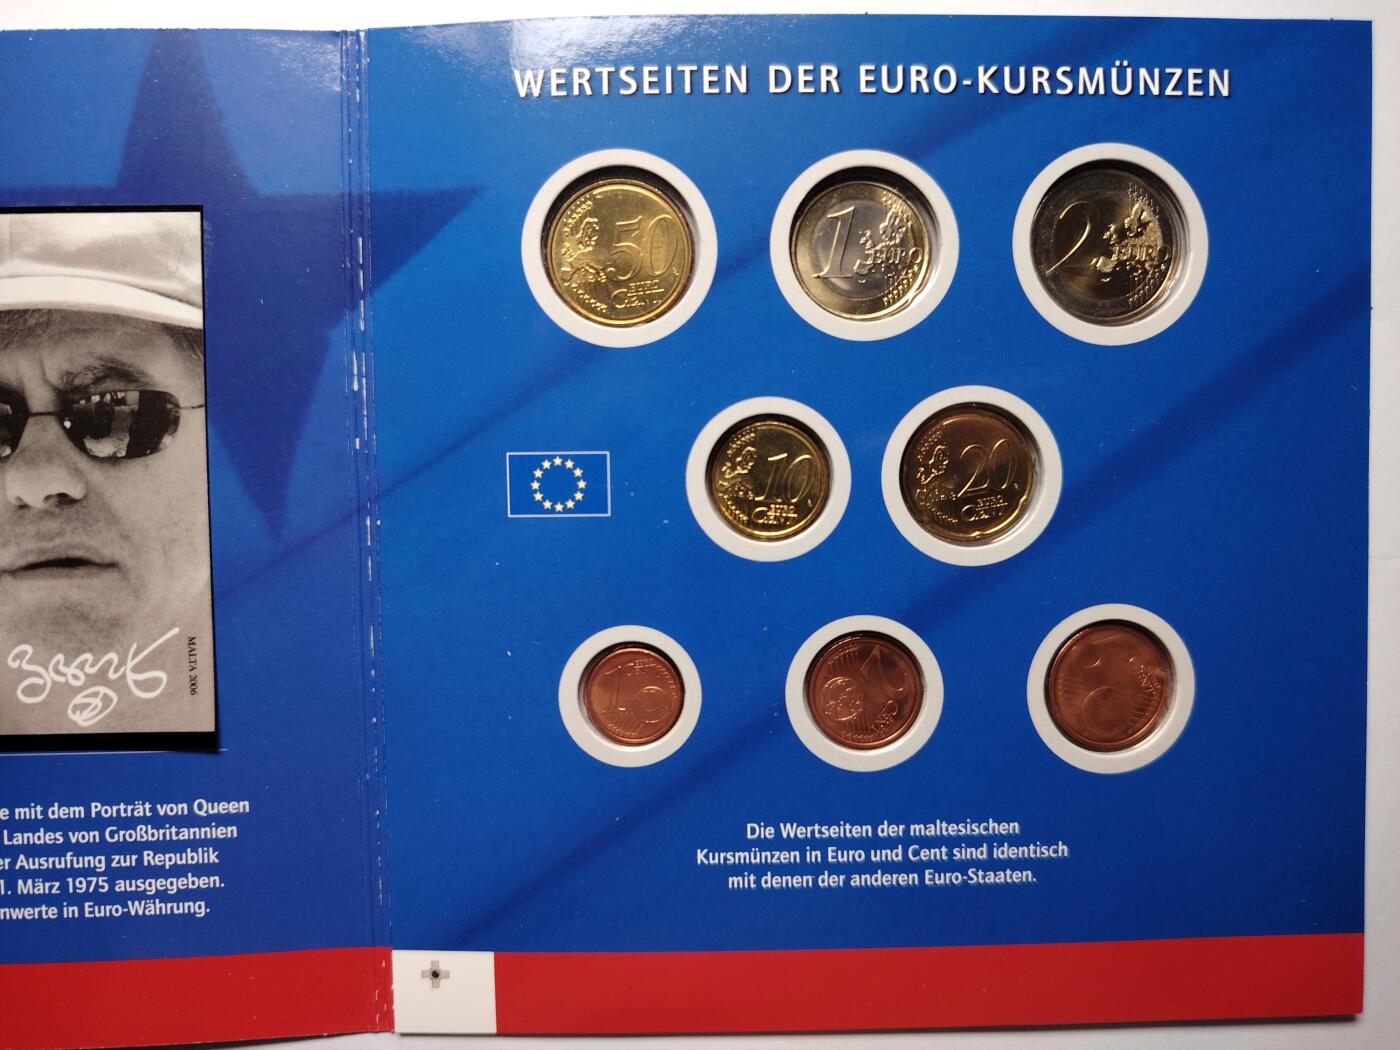 WERTSEITEN DER EURO-KURSMÜNZEN
50 EURO CENT
1 EURO
2 EURO
10 EURO CENT
20 EURO CENT
1
2
5
MALTA 2006
e mit dem Porträt von Queen
Landes von Großbritannien
er Ausrufung zur Republik
1. März 1975 ausgegeben.
nwerte in Euro-Währung.
Die Wertseiten der maltesischen
Kursmünzen in Euro und Cent sind identisch
mit denen der anderen Euro-Staaten.